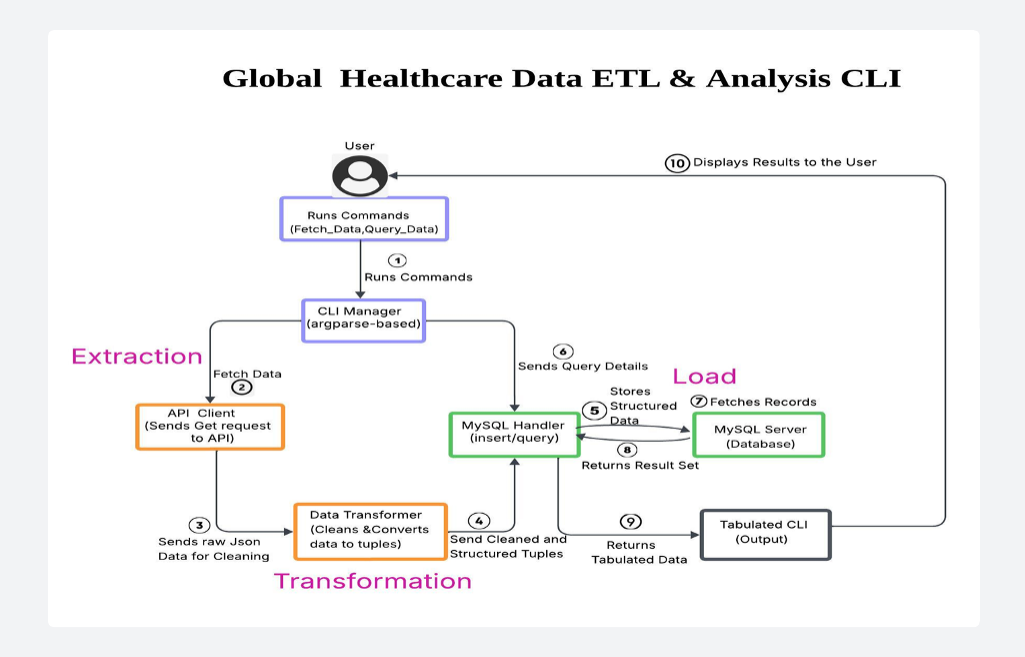 Global Healthcare Data ETL & Analysis CLI
User
10 Displays Results to the User
Runs Commands
(Fetch_Data,Query_Data)
1
Runs Commands
CLI Manager
(argparse-based)
Extraction
Fetch Data
2
6
Sends Query Details
Load
API Client
(Sends Get request
to API)
MySQL Handler
(insert/query)
5
Stores
Structured
Data
7 Fetches Records
MySQL Server
(Database)
8
Returns Result Set
3
Sends raw Json
Data for Cleaning
Data Transformer
(Cleans &Converts
data to tuples)
4
Send Cleaned and
Structured Tuples
9
Returns
Tabulated Data
Tabulated CLI
(Output)
Transformation